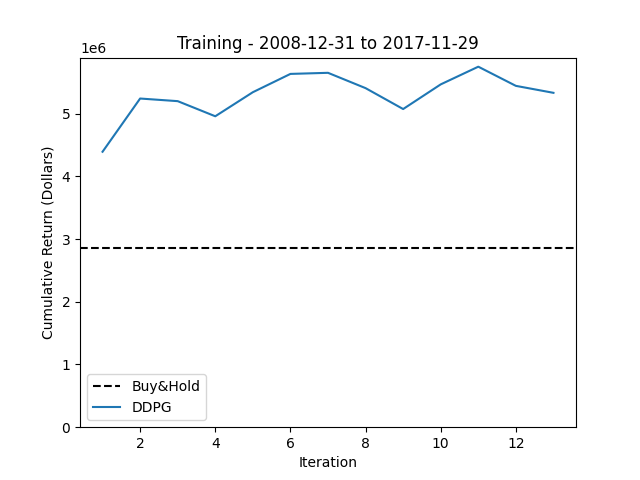 Training - 2008-12-31 to 2017-11-29
1e6
5
4
3
2
1
0
Cumulative Return (Dollars)
Buy&Hold
DDPG
2 4 6 8 10 12
Iteration